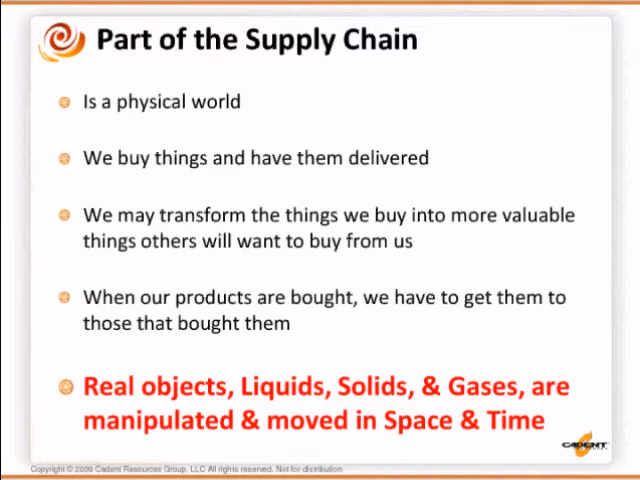 Part of the Supply Chain
Is a physical world
We buy things and have them delivered
We may transform the things we buy into more valuable
things others will want to buy from us
When our products are bought, we have to get them to
those that bought them
Real objects, Liquids, Solids, & Gases, are
manipulated & moved in Space & Time
CADENT
Copyright © 2009 Cadent Resources Group, LLC All rights reserved. Not for distribution